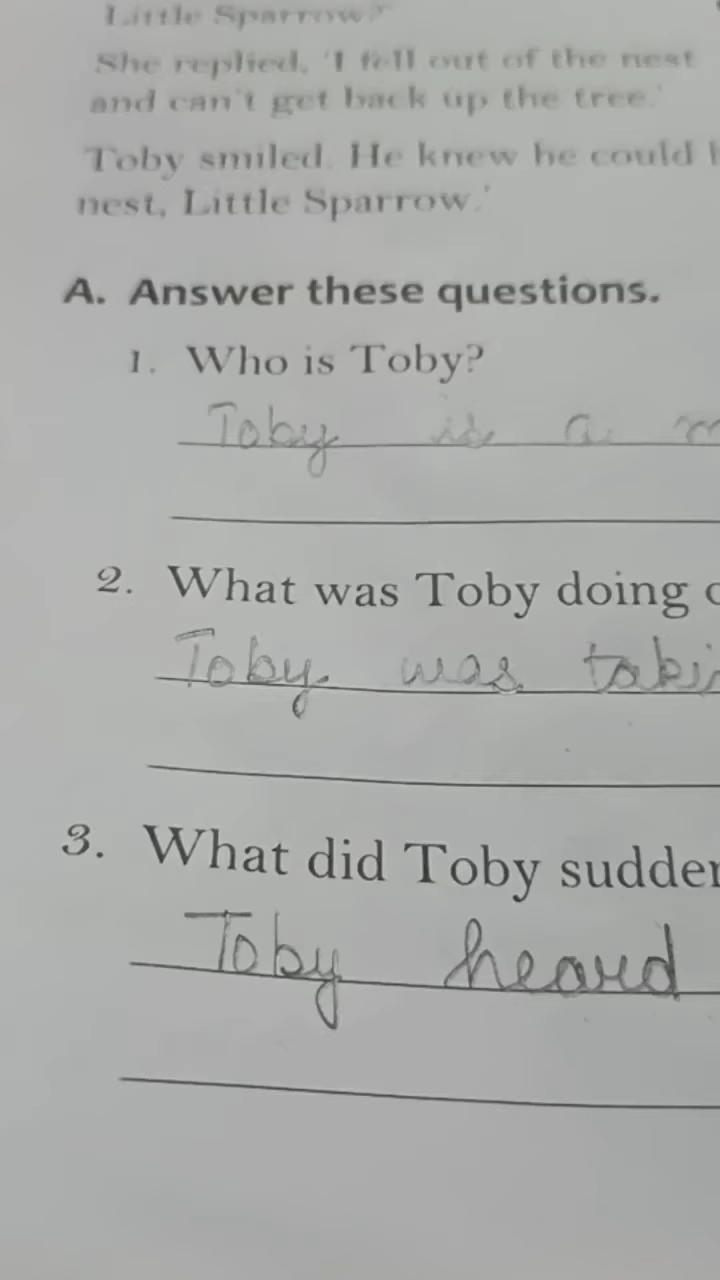 Little Sparrow?'
She replied, 'I fell out of the nest
and can't get back up the tree.'
Toby smiled. He knew he could
nest, Little Sparrow.'
A. Answer these questions.
1. Who is Toby?
Toby is a
2. What was Toby doing
Toby was
3. What did Toby
Toby heard